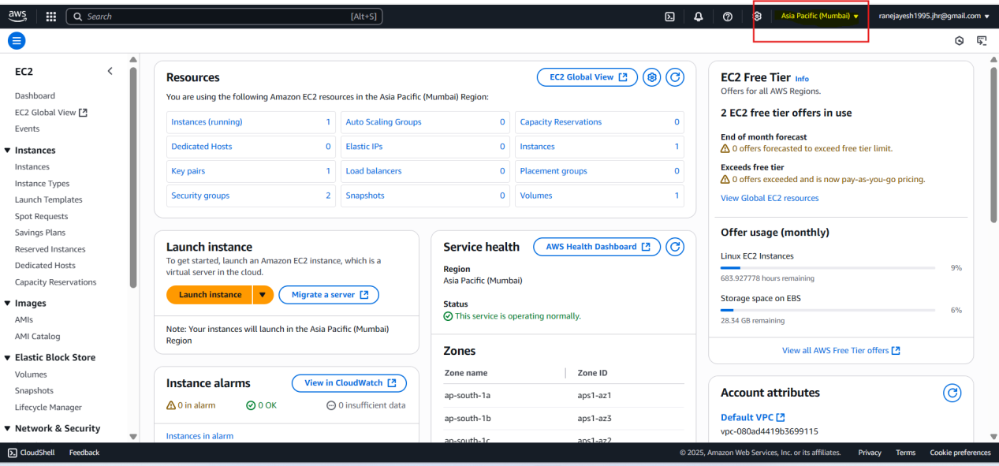 aws
Search [Alt+S]
Asia Pacific (Mumbai) ▼
ranejayesh1995.jhr@gmail.com ▼
EC2
Dashboard
EC2 Global View
Events
▼ Instances
Instances
Instance Types
Launch Templates
Spot Requests
Savings Plans
Reserved Instances
Dedicated Hosts
Capacity Reservations
▼ Images
AMIs
AMI Catalog
▼ Elastic Block Store
Volumes
Snapshots
Lifecycle Manager
▼ Network & Security
Resources
EC2 Global View
You are using the following Amazon EC2 resources in the Asia Pacific (Mumbai) Region:
Instances (running) 1
Auto Scaling Groups 0
Capacity Reservations 0
Dedicated Hosts 0
Elastic IPs 0
Instances 1
Key pairs 1
Load balancers 0
Placement groups 0
Security groups 2
Snapshots 0
Volumes 1
Launch instance
To get started, launch an Amazon EC2 instance, which is a
virtual server in the cloud.
Launch instance ▼
Migrate a server
Note: Your instances will launch in the Asia Pacific (Mumbai)
Region
Instance alarms
View in CloudWatch
0 in alarm
0 OK
0 insufficient data
Instances in alarm
Service health
AWS Health Dashboard
Region
Asia Pacific (Mumbai)
Status
This service is operating normally.
Zones
Zone name Zone ID
ap-south-1a aps1-az1
ap-south-1b aps1-az3
ap-south-1c aps1-az2
EC2 Free Tier Info
Offers for all AWS Regions.
2 EC2 free tier offers in use
End of month forecast
0 offers forecasted to exceed free tier limit.
Exceeds free tier
0 offers exceeded and is now pay-as-you-go pricing.
View Global EC2 resources
Offer usage (monthly)
Linux EC2 Instances
9%
683.927778 hours remaining
Storage space on EBS
6%
28.34 GB remaining
View all AWS Free Tier offers
Account attributes
Default VPC
vpc-080ad4419b3699115
CloudShell Feedback
© 2025, Amazon Web Services, Inc. or its affiliates. Privacy Terms Cookie preferences